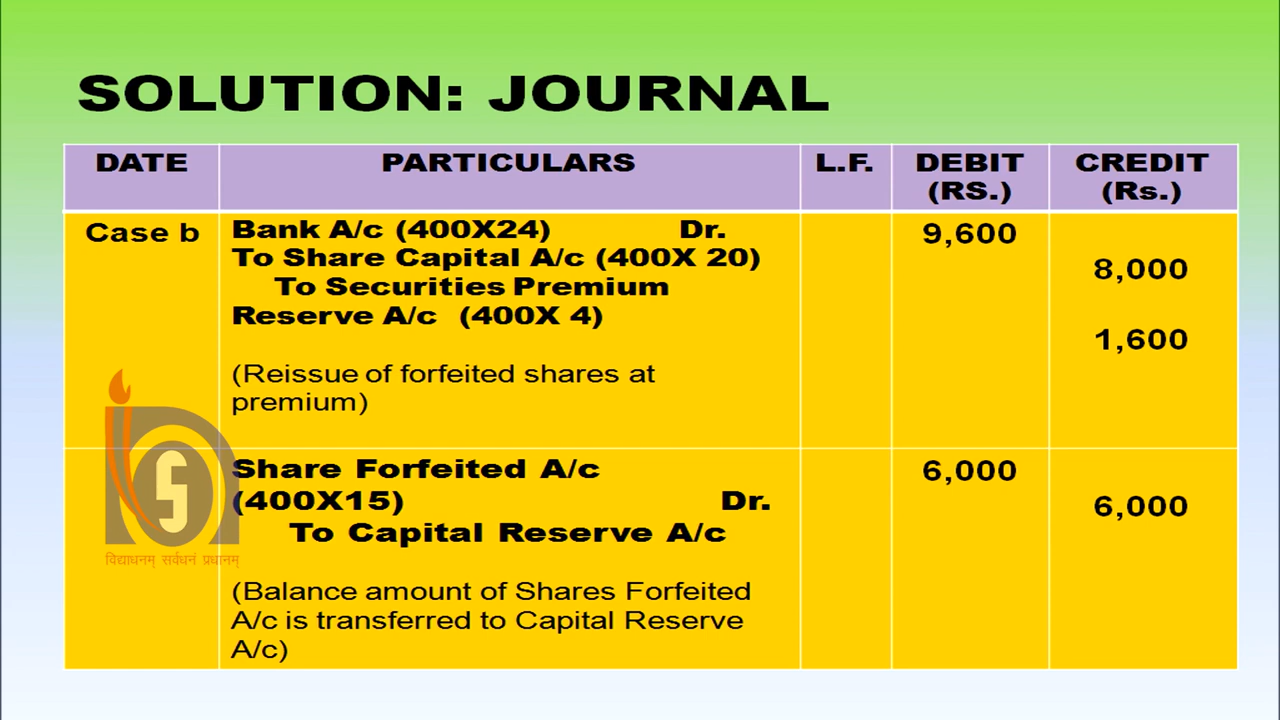 SOLUTION: JOURNAL
DATE PARTICULARS L.F. DEBIT (RS.) CREDIT (Rs.)
Case b
Bank A/c (400X24) Dr.
To Share Capital A/c (400X 20)
To Securities Premium
Reserve A/c (400X 4)
(Reissue of forfeited shares at
premium)
9,600
8,000
1,600
Share Forfeited A/c
(400X15) Dr.
To Capital Reserve A/c
(Balance amount of Shares Forfeited
A/c is transferred to Capital Reserve
A/c)
6,000
6,000
विद्याधनम् सर्वधनं प्रधानम्